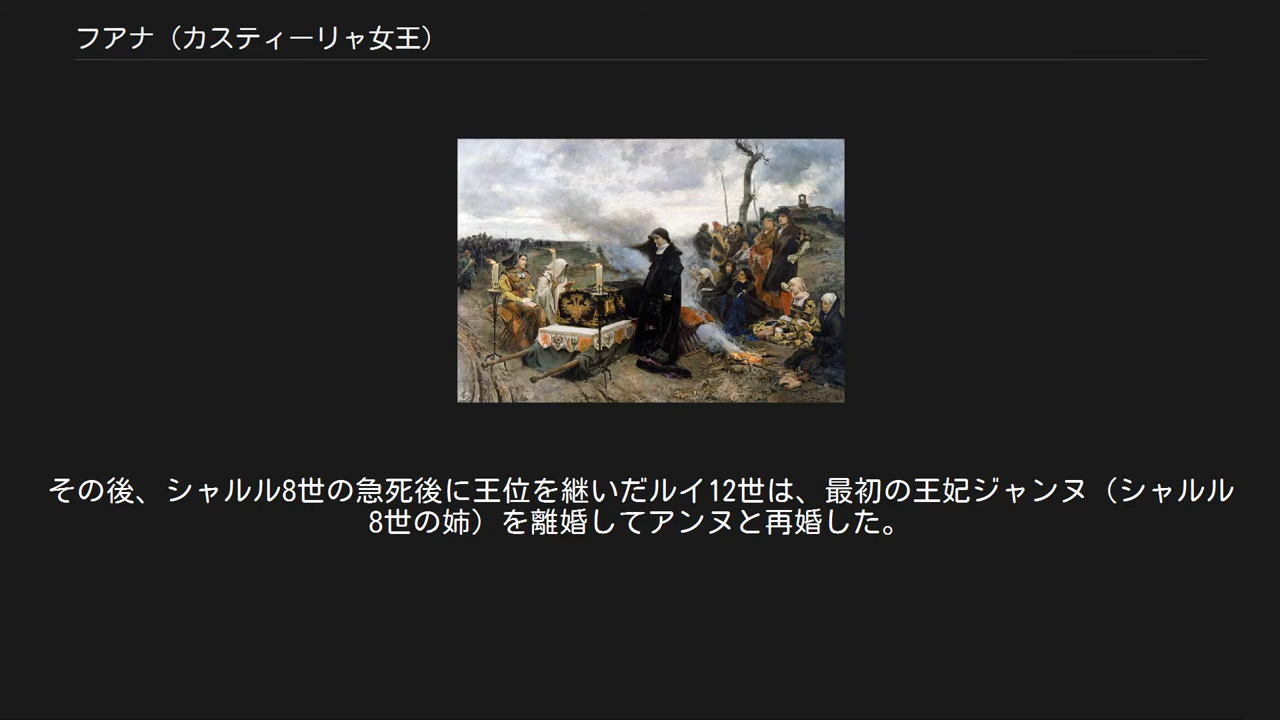 フアナ（カスティーリャ女王）
その後、シャルル8世の急死後に王位を継いだルイ12世は、最初の王妃ジャンヌ（シャルル
8世の姉）を離婚してアンヌと再婚した。